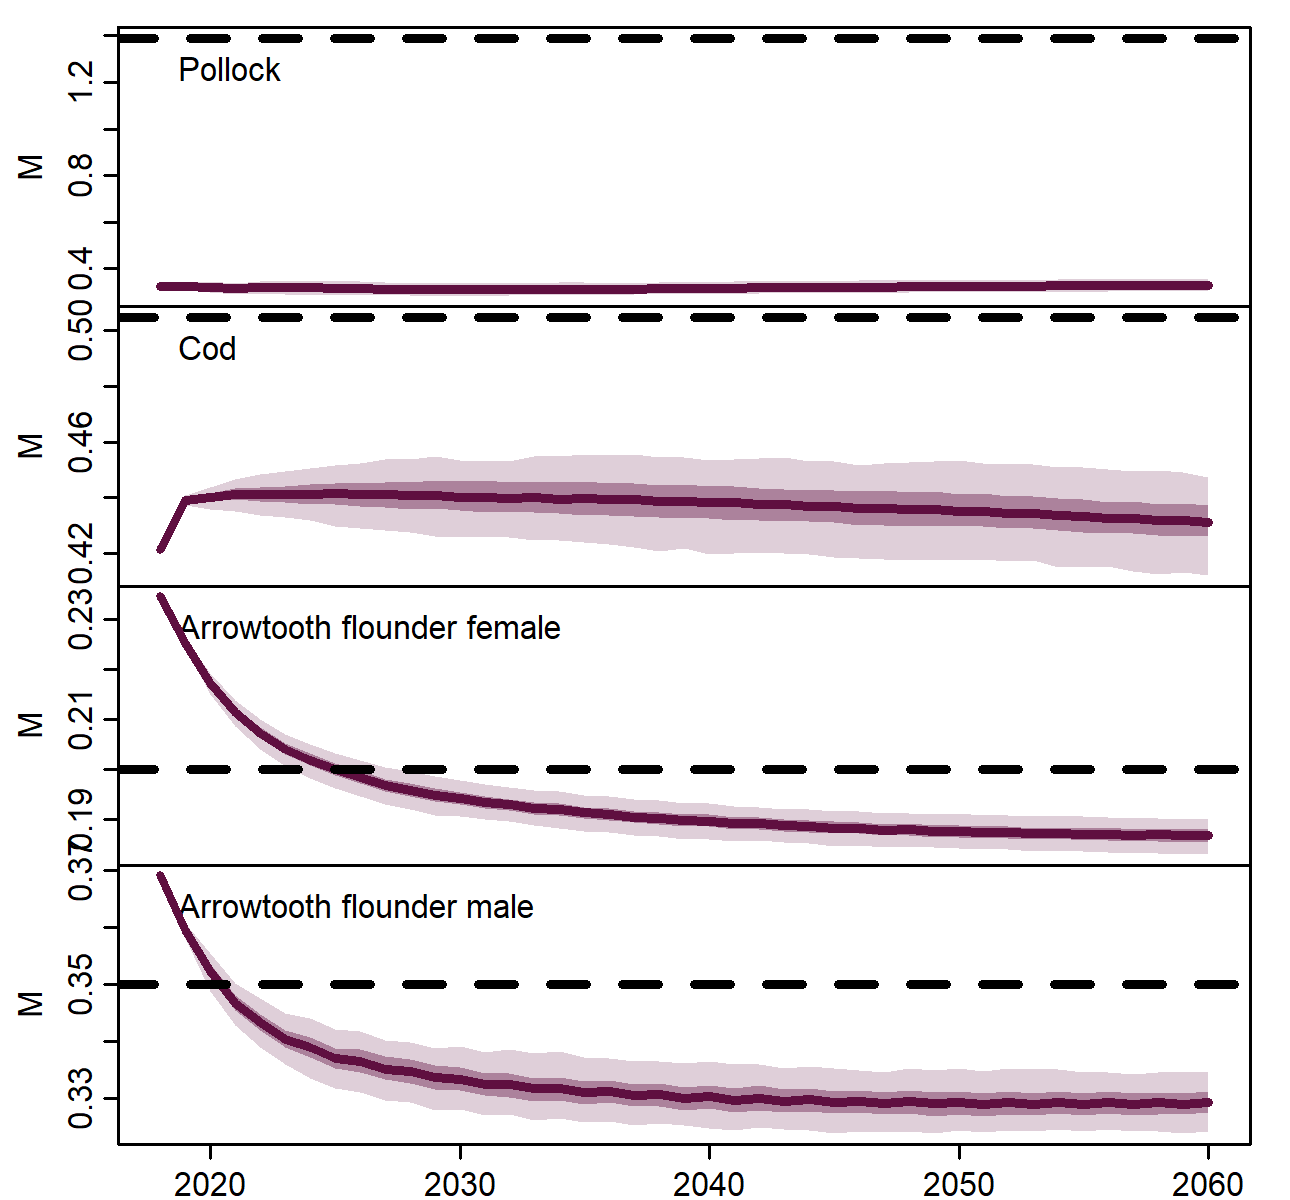 Pollock
M
1.2
0.8
0.4
Cod
M
0.50
0.46
0.42
Arrowtooth flounder female
M
0.23
0.21
0.19
Arrowtooth flounder male
M
0.37
0.35
0.33
2020 2030 2040 2050 2060